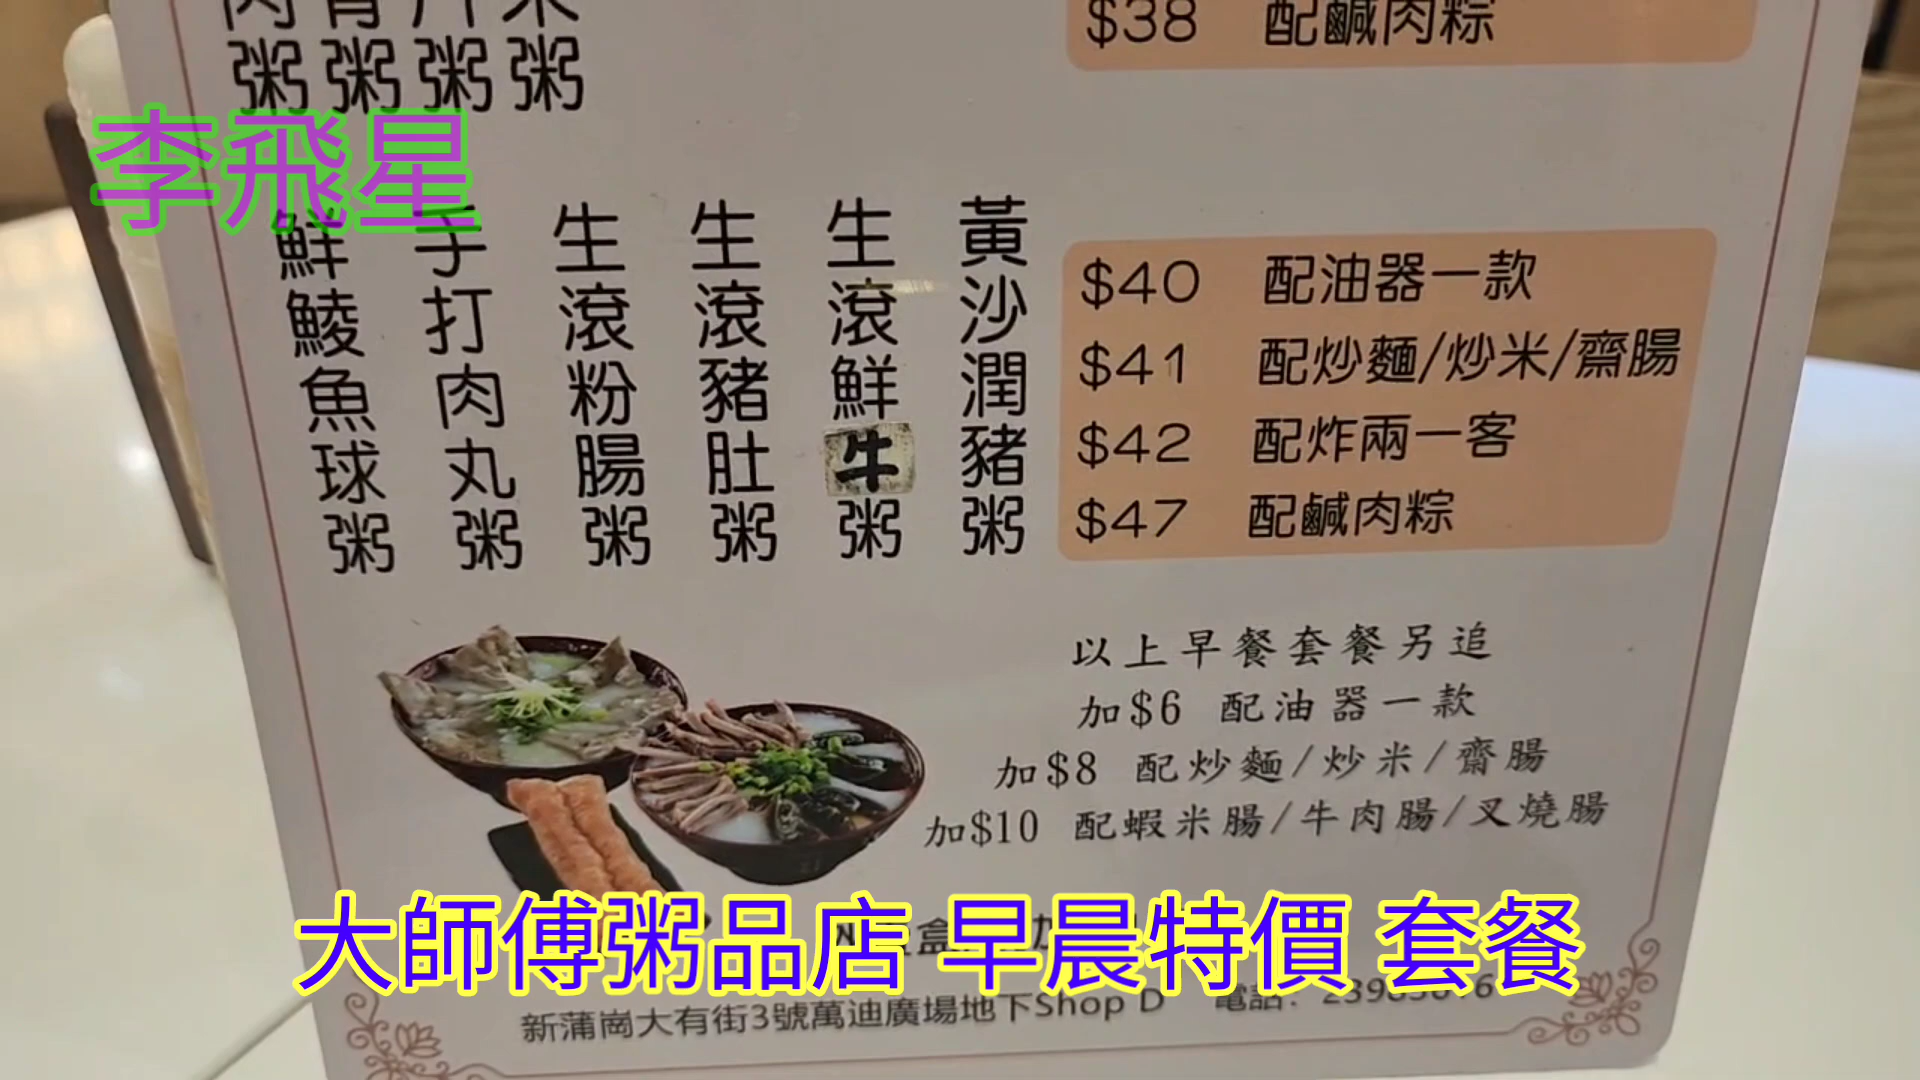 $38 配鹹肉粽
粥 粥 粥 粥
李飛星
鮮鯪魚球粥
手打肉丸粥
生滾粉腸粥
生滾豬肚粥
生滾鮮牛粥
黃沙潤豬粥
$40 配油器一款
$41 配炒麵/炒米/齋腸
$42 配炸兩一客
$47 配鹹肉粽
以上早餐套餐另追
加$6 配油器一款
加$8 配炒麵/炒米/齋腸
加$10 配蝦米腸/牛肉腸/叉燒腸
大師傅粥品店 早晨特價 套餐
新蒲崗大有街3號萬迪廣場地下Shop D 電話: